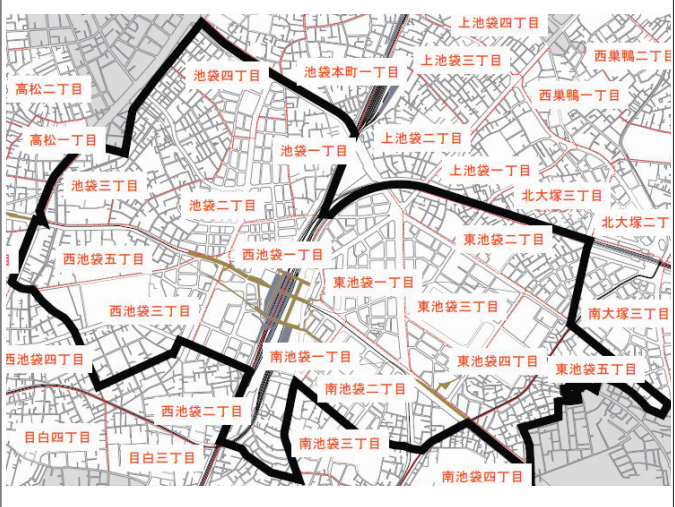 上池袋四丁目
西巣鴨二丁目
上池袋三丁目
池袋四丁目
池袋本町一丁目
高松二丁目
西巣鴨一丁目
高松一丁目
上池袋二丁目
池袋一丁目
上池袋一丁目
池袋三丁目
北大塚三丁目
池袋二丁目
北大塚二丁
東池袋二丁目
西池袋一丁目
目
西池袋五丁目
東池袋一丁目
東池袋三丁目
西池袋三丁目
南大塚三丁目
西池袋四丁目
南池袋一丁目
東池袋四丁目
東池袋五丁目
南池袋二丁目
西池袋二丁目
目白四丁目
南池袋三丁目
目白三丁目
南池袋四丁目